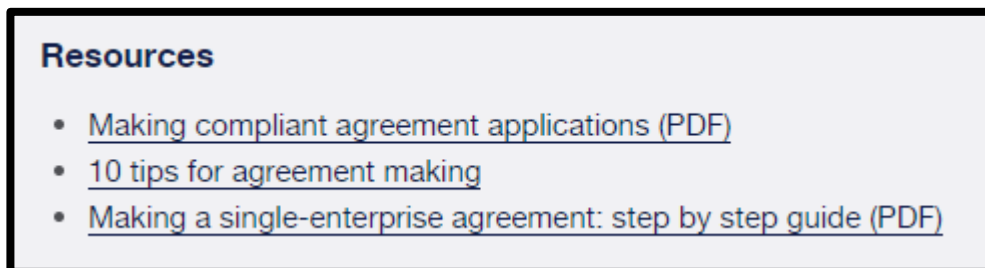 Resources
Making compliant agreement applications (PDF)
10 tips for agreement making
Making a single-enterprise agreement: step by step guide (PDF)